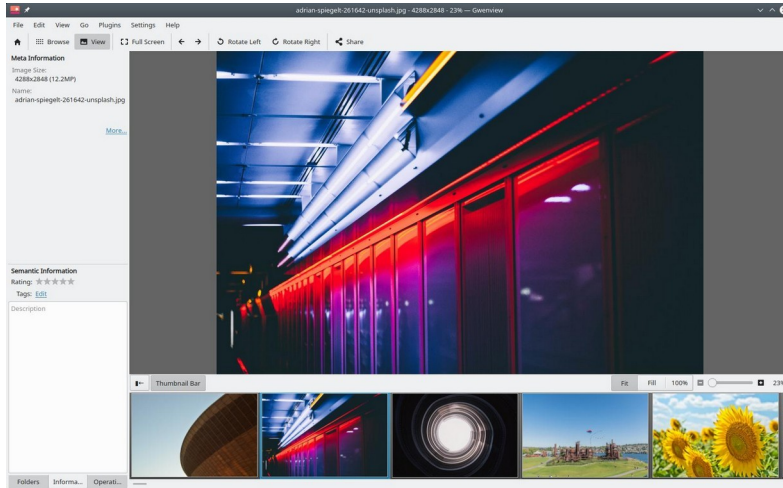 adrian-spiegelt-261642-unsplash.jpg - 4288x2848 - 23% — Gwenview
File Edit View Go Plugins Settings Help
Browse View Full Screen Rotate Left Rotate Right Share
Meta Information
Image Size:
4288x2848 (12.2MP)
Name:
adrian-spiegelt-261642-unsplash.jpg
More...
Semantic Information
Rating:
Tags: Edit
Description
Thumbnail Bar Fit Fill 100% 23%
Folders Informa... Operati...